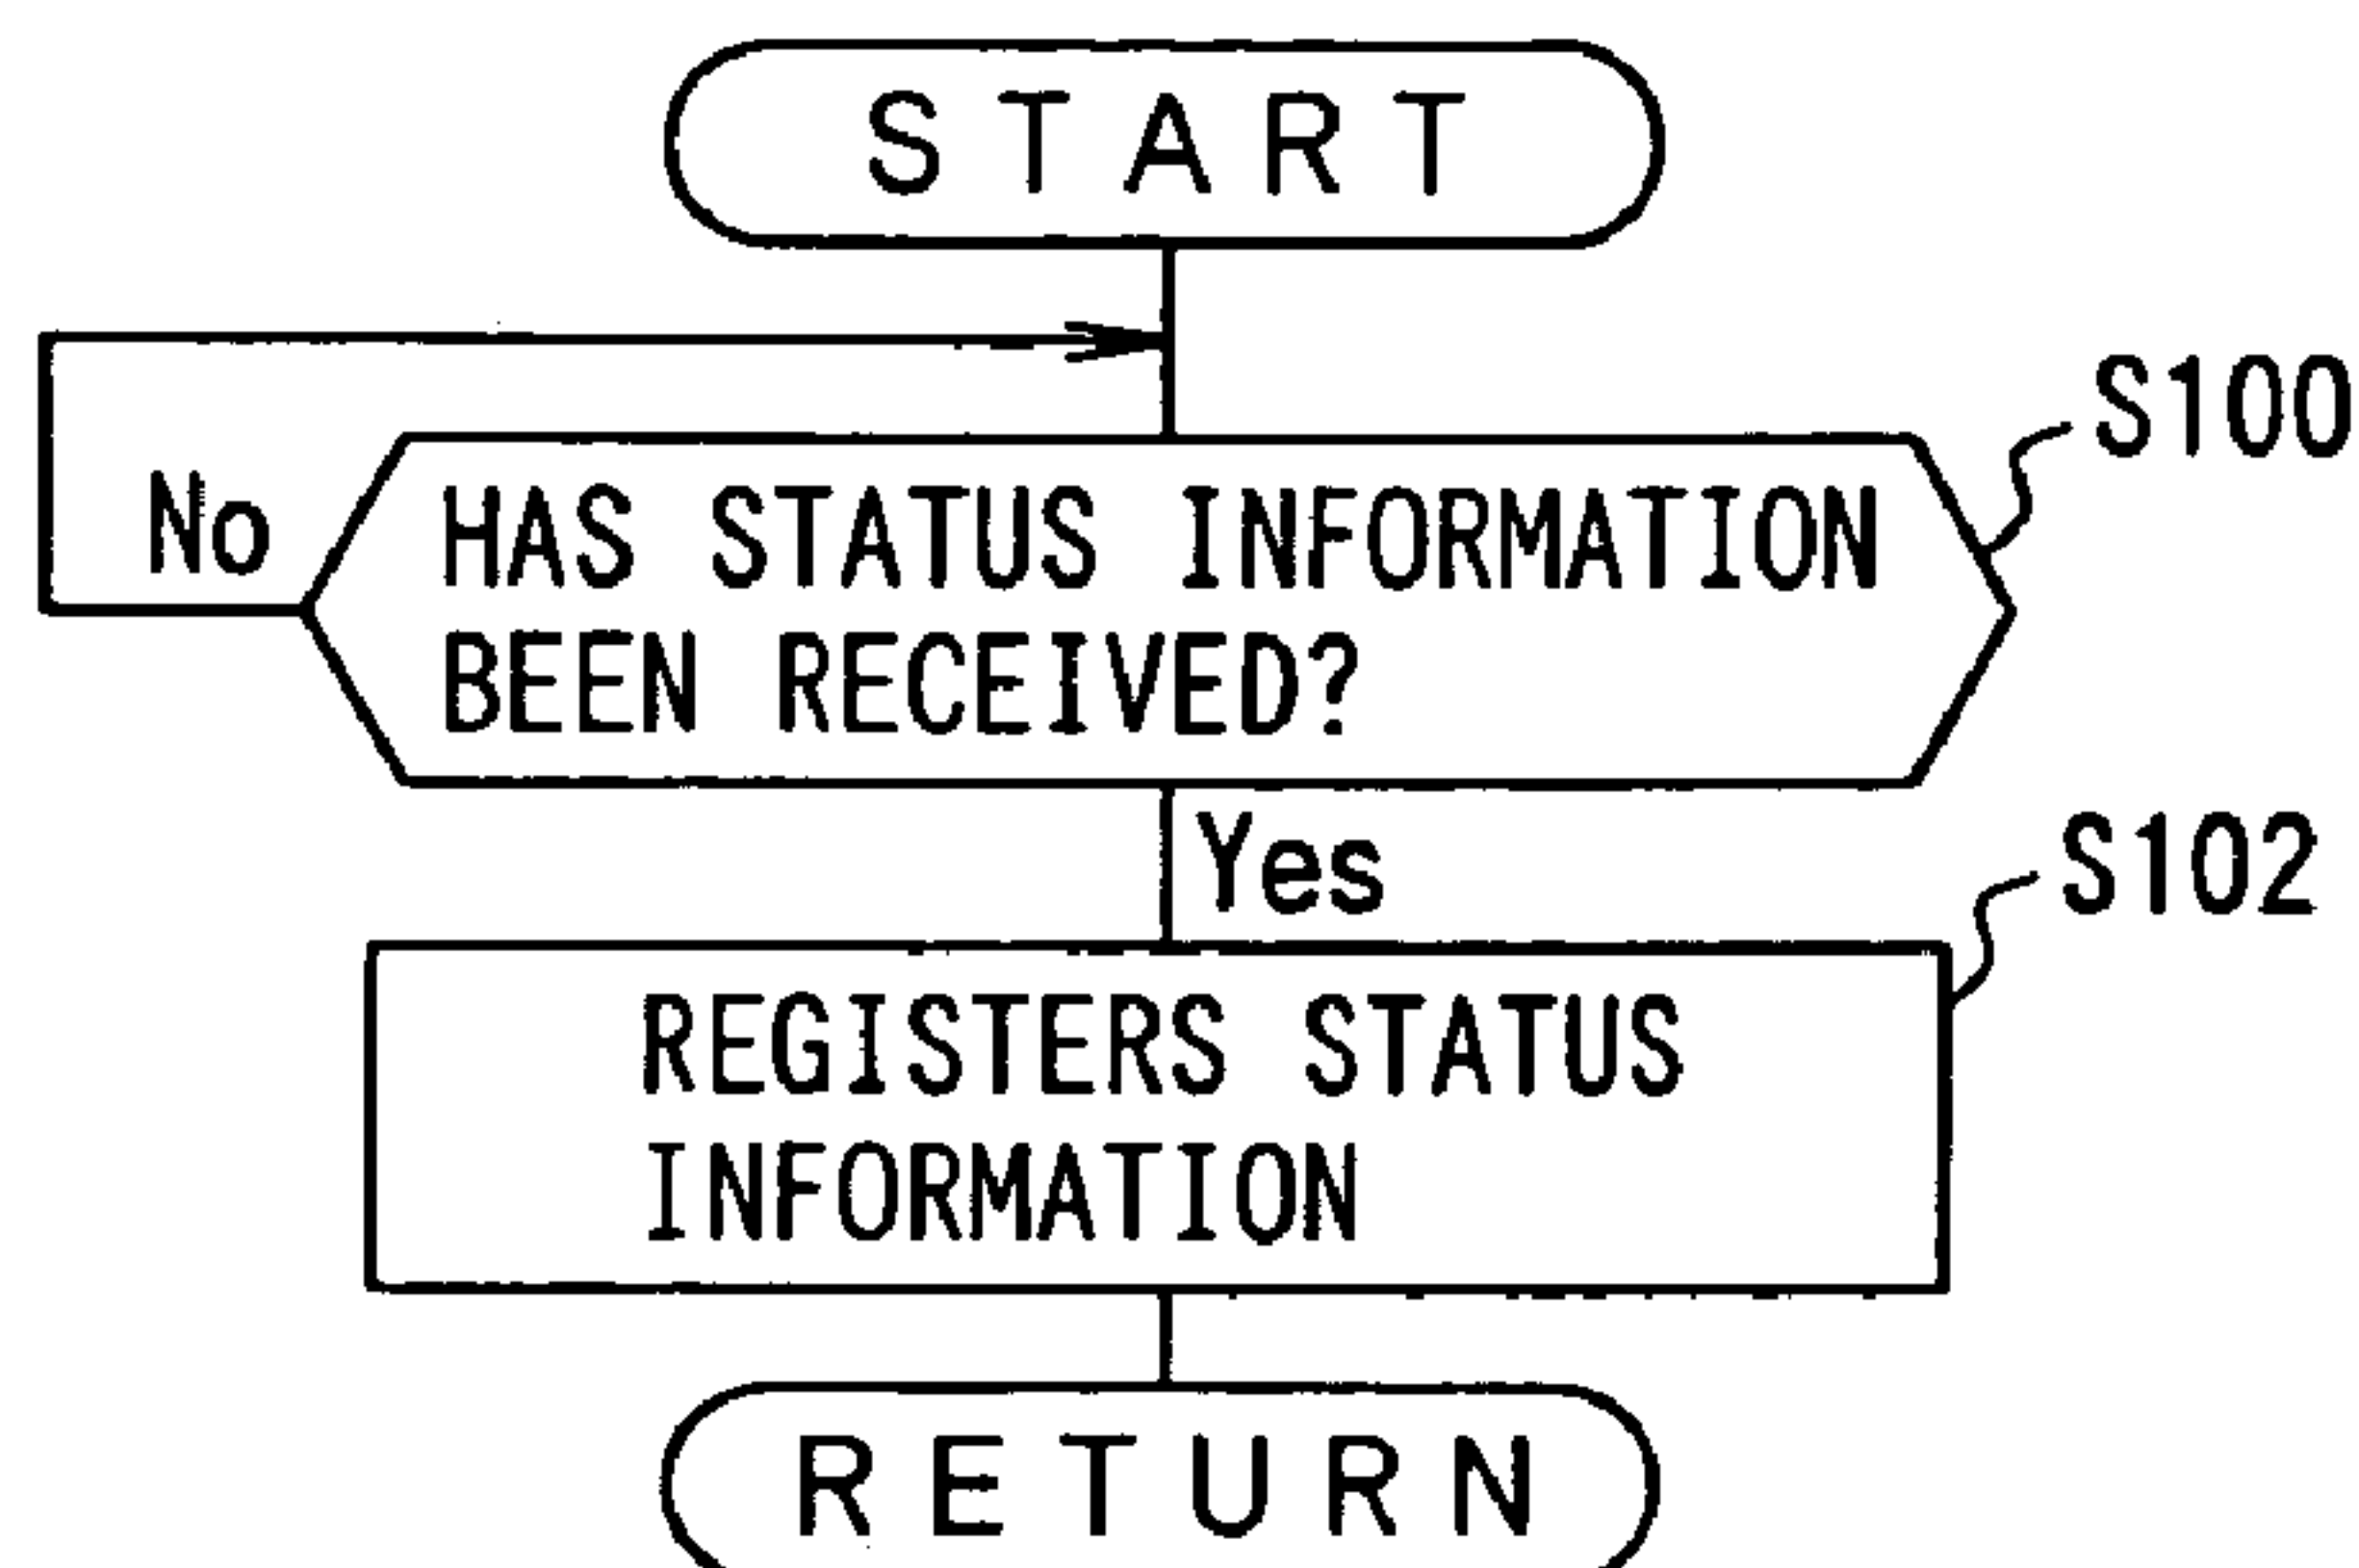 START
S100
No
HAS STATUS INFORMATION
BEEN RECEIVED?
Yes
S102
REGISTERS STATUS
INFORMATION
RETURN